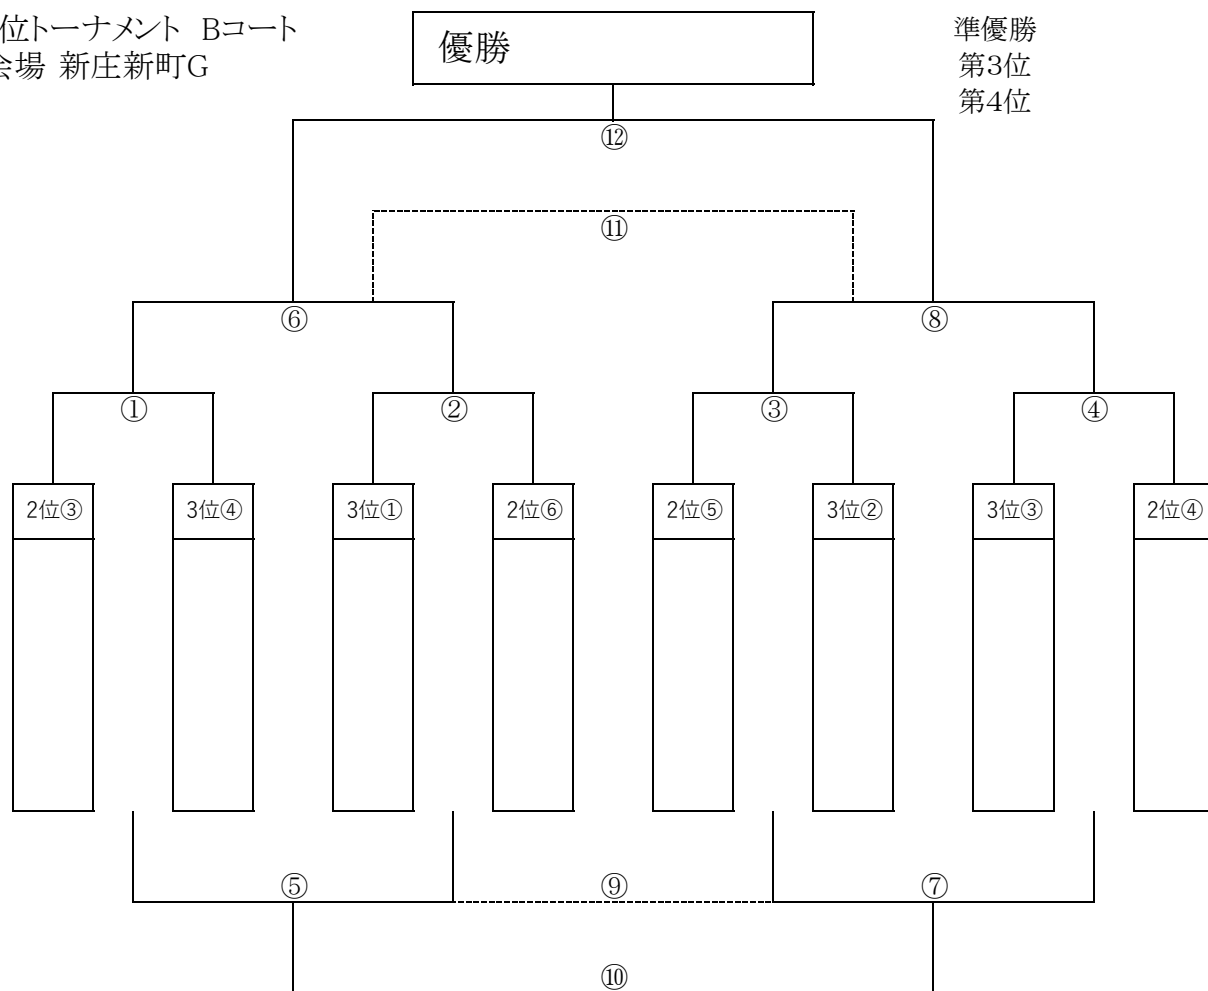 位トーナメント Bコート
会場 新庄新町G
優勝
準優勝
第3位
第4位
⑫
⑪
⑥ ⑧
① ② ③ ④
2位③ 3位④ 3位① 2位⑥ 2位⑤ 3位② 3位③ 2位④
⑤ ⑨ ⑦
⑩